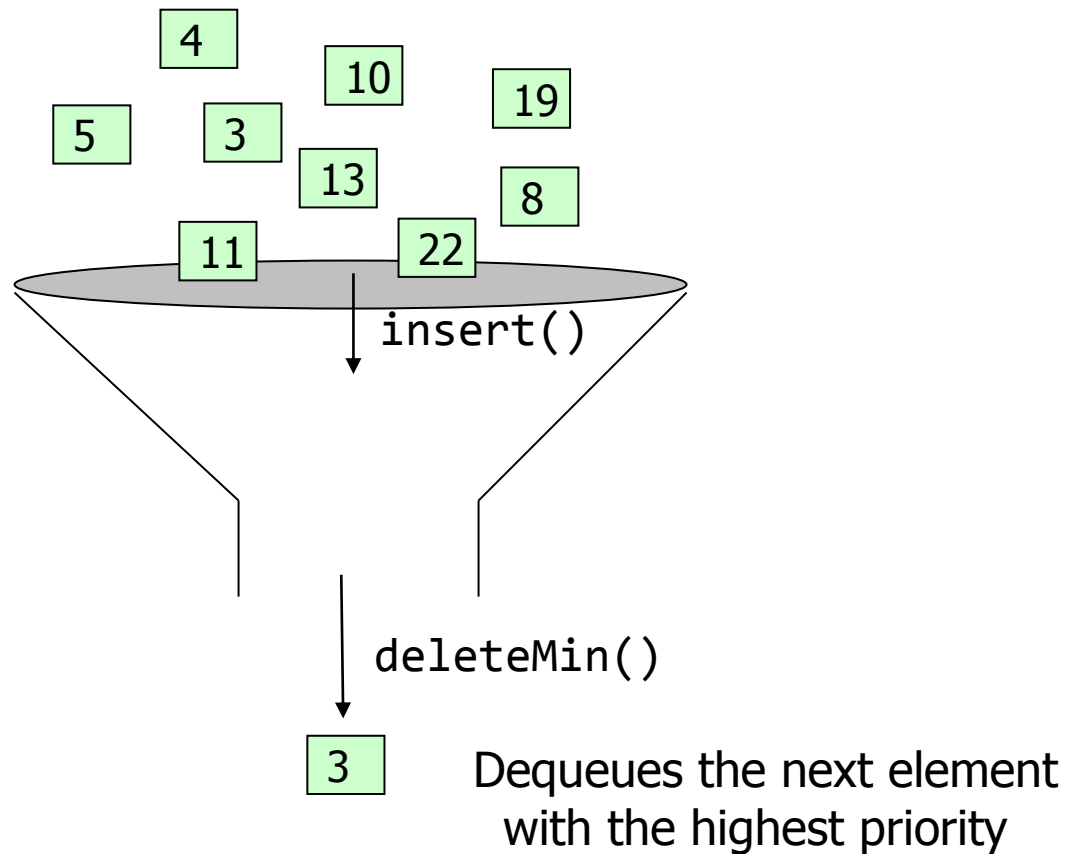 4
10
19
5
3
13
8
11
22
insert()
deleteMin()
3
Dequeues the next element
with the highest priority